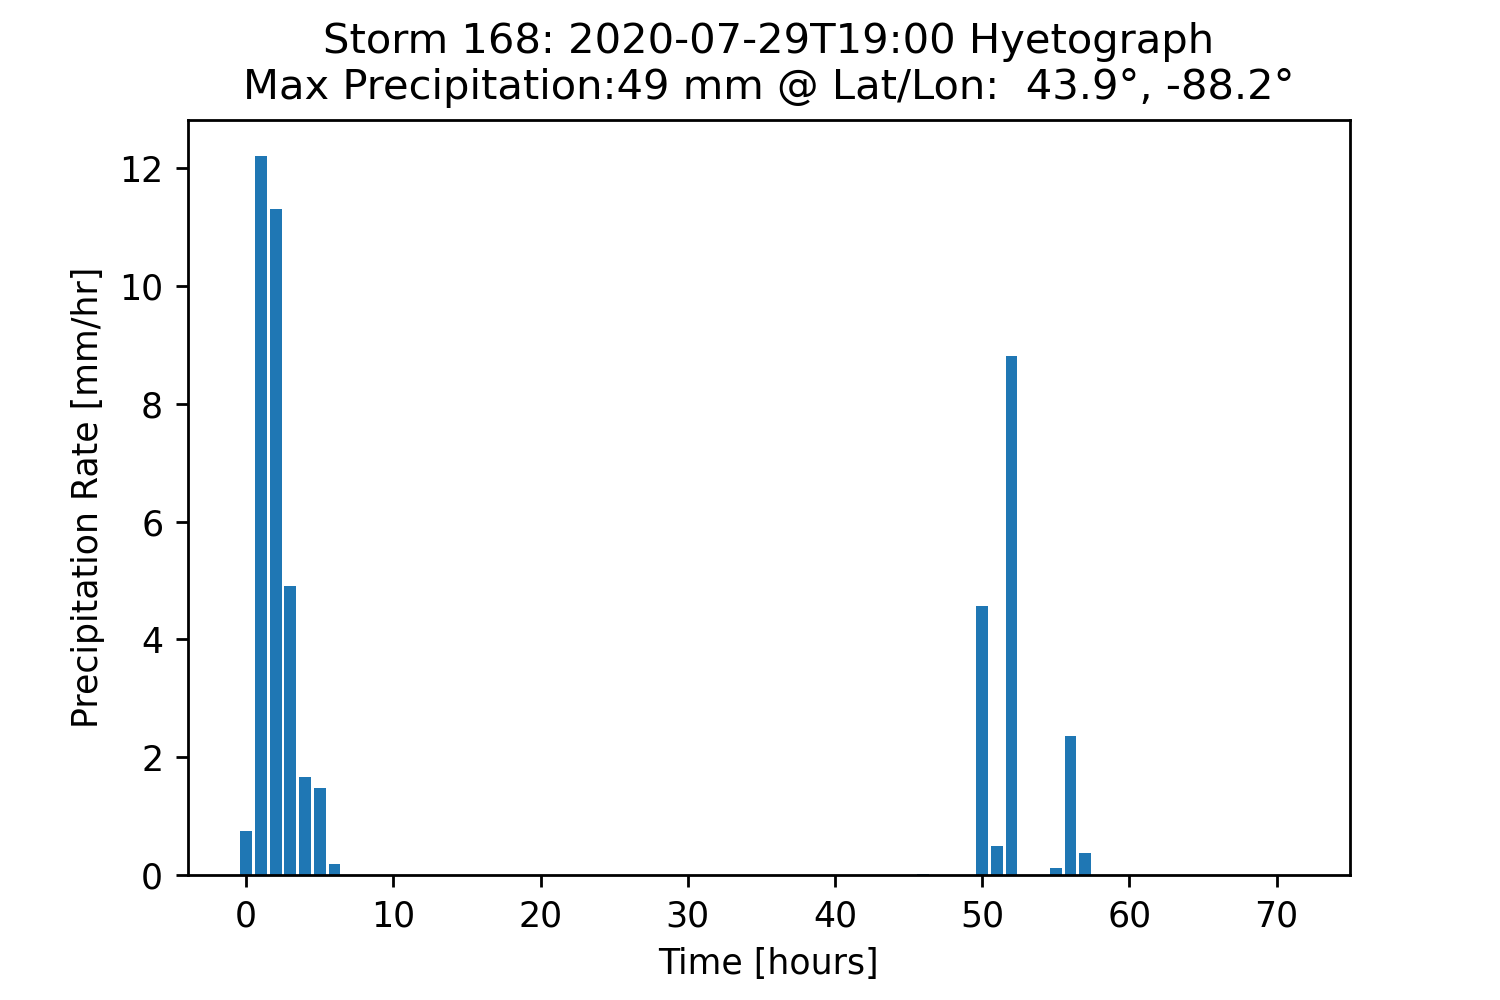 Storm 168: 2020-07-29T19:00 Hyetograph
Max Precipitation:49 mm @ Lat/Lon:  43.9°, -88.2°
12
10
8
6
4
2
0
Precipitation Rate [mm/hr]
0 10 20 30 40 50 60 70
Time [hours]